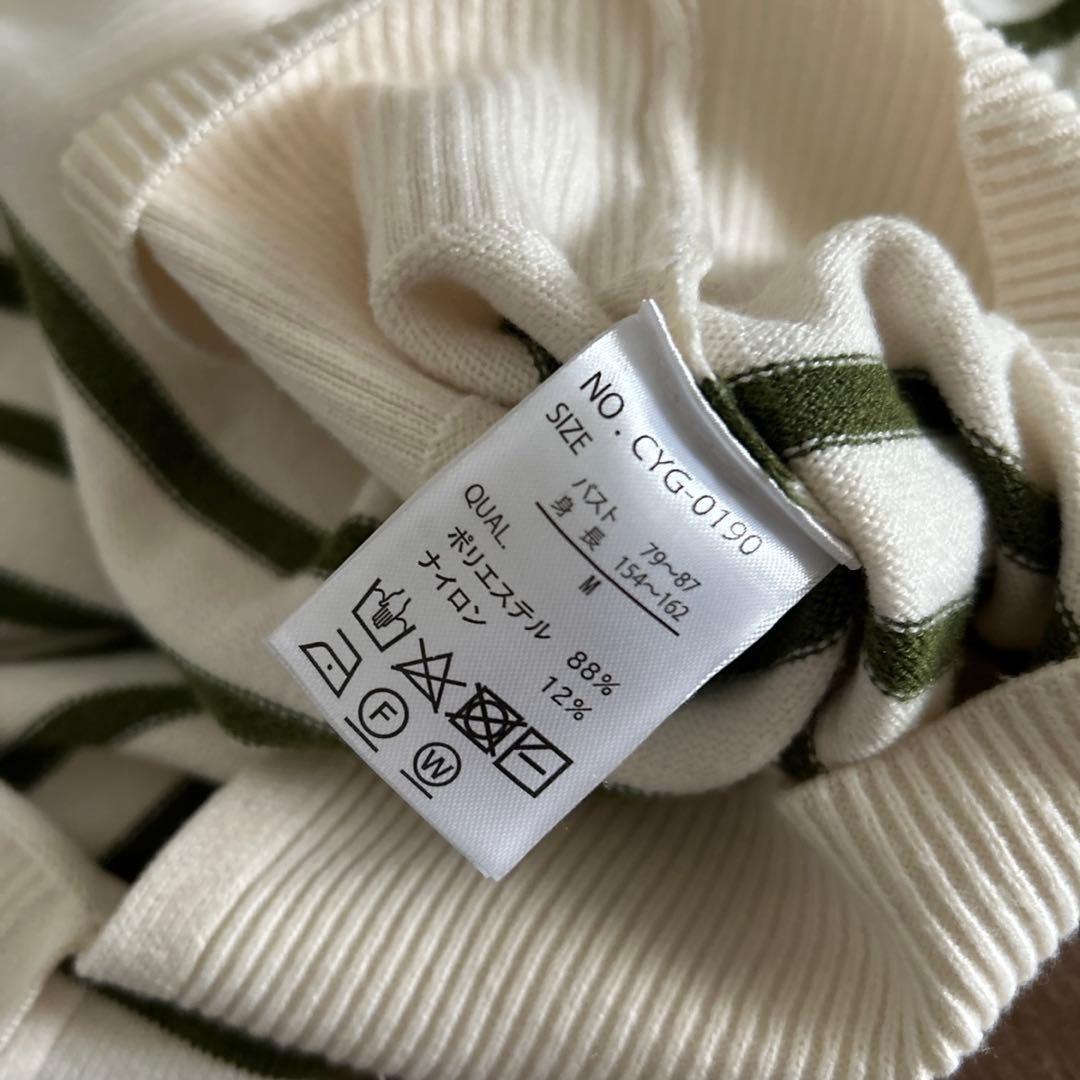 NO. CYG-0190
SIZE
バスト 79～87
身長 154～162
M
QUAL.
ポリエステル 88%
ナイロン 12%
F
W